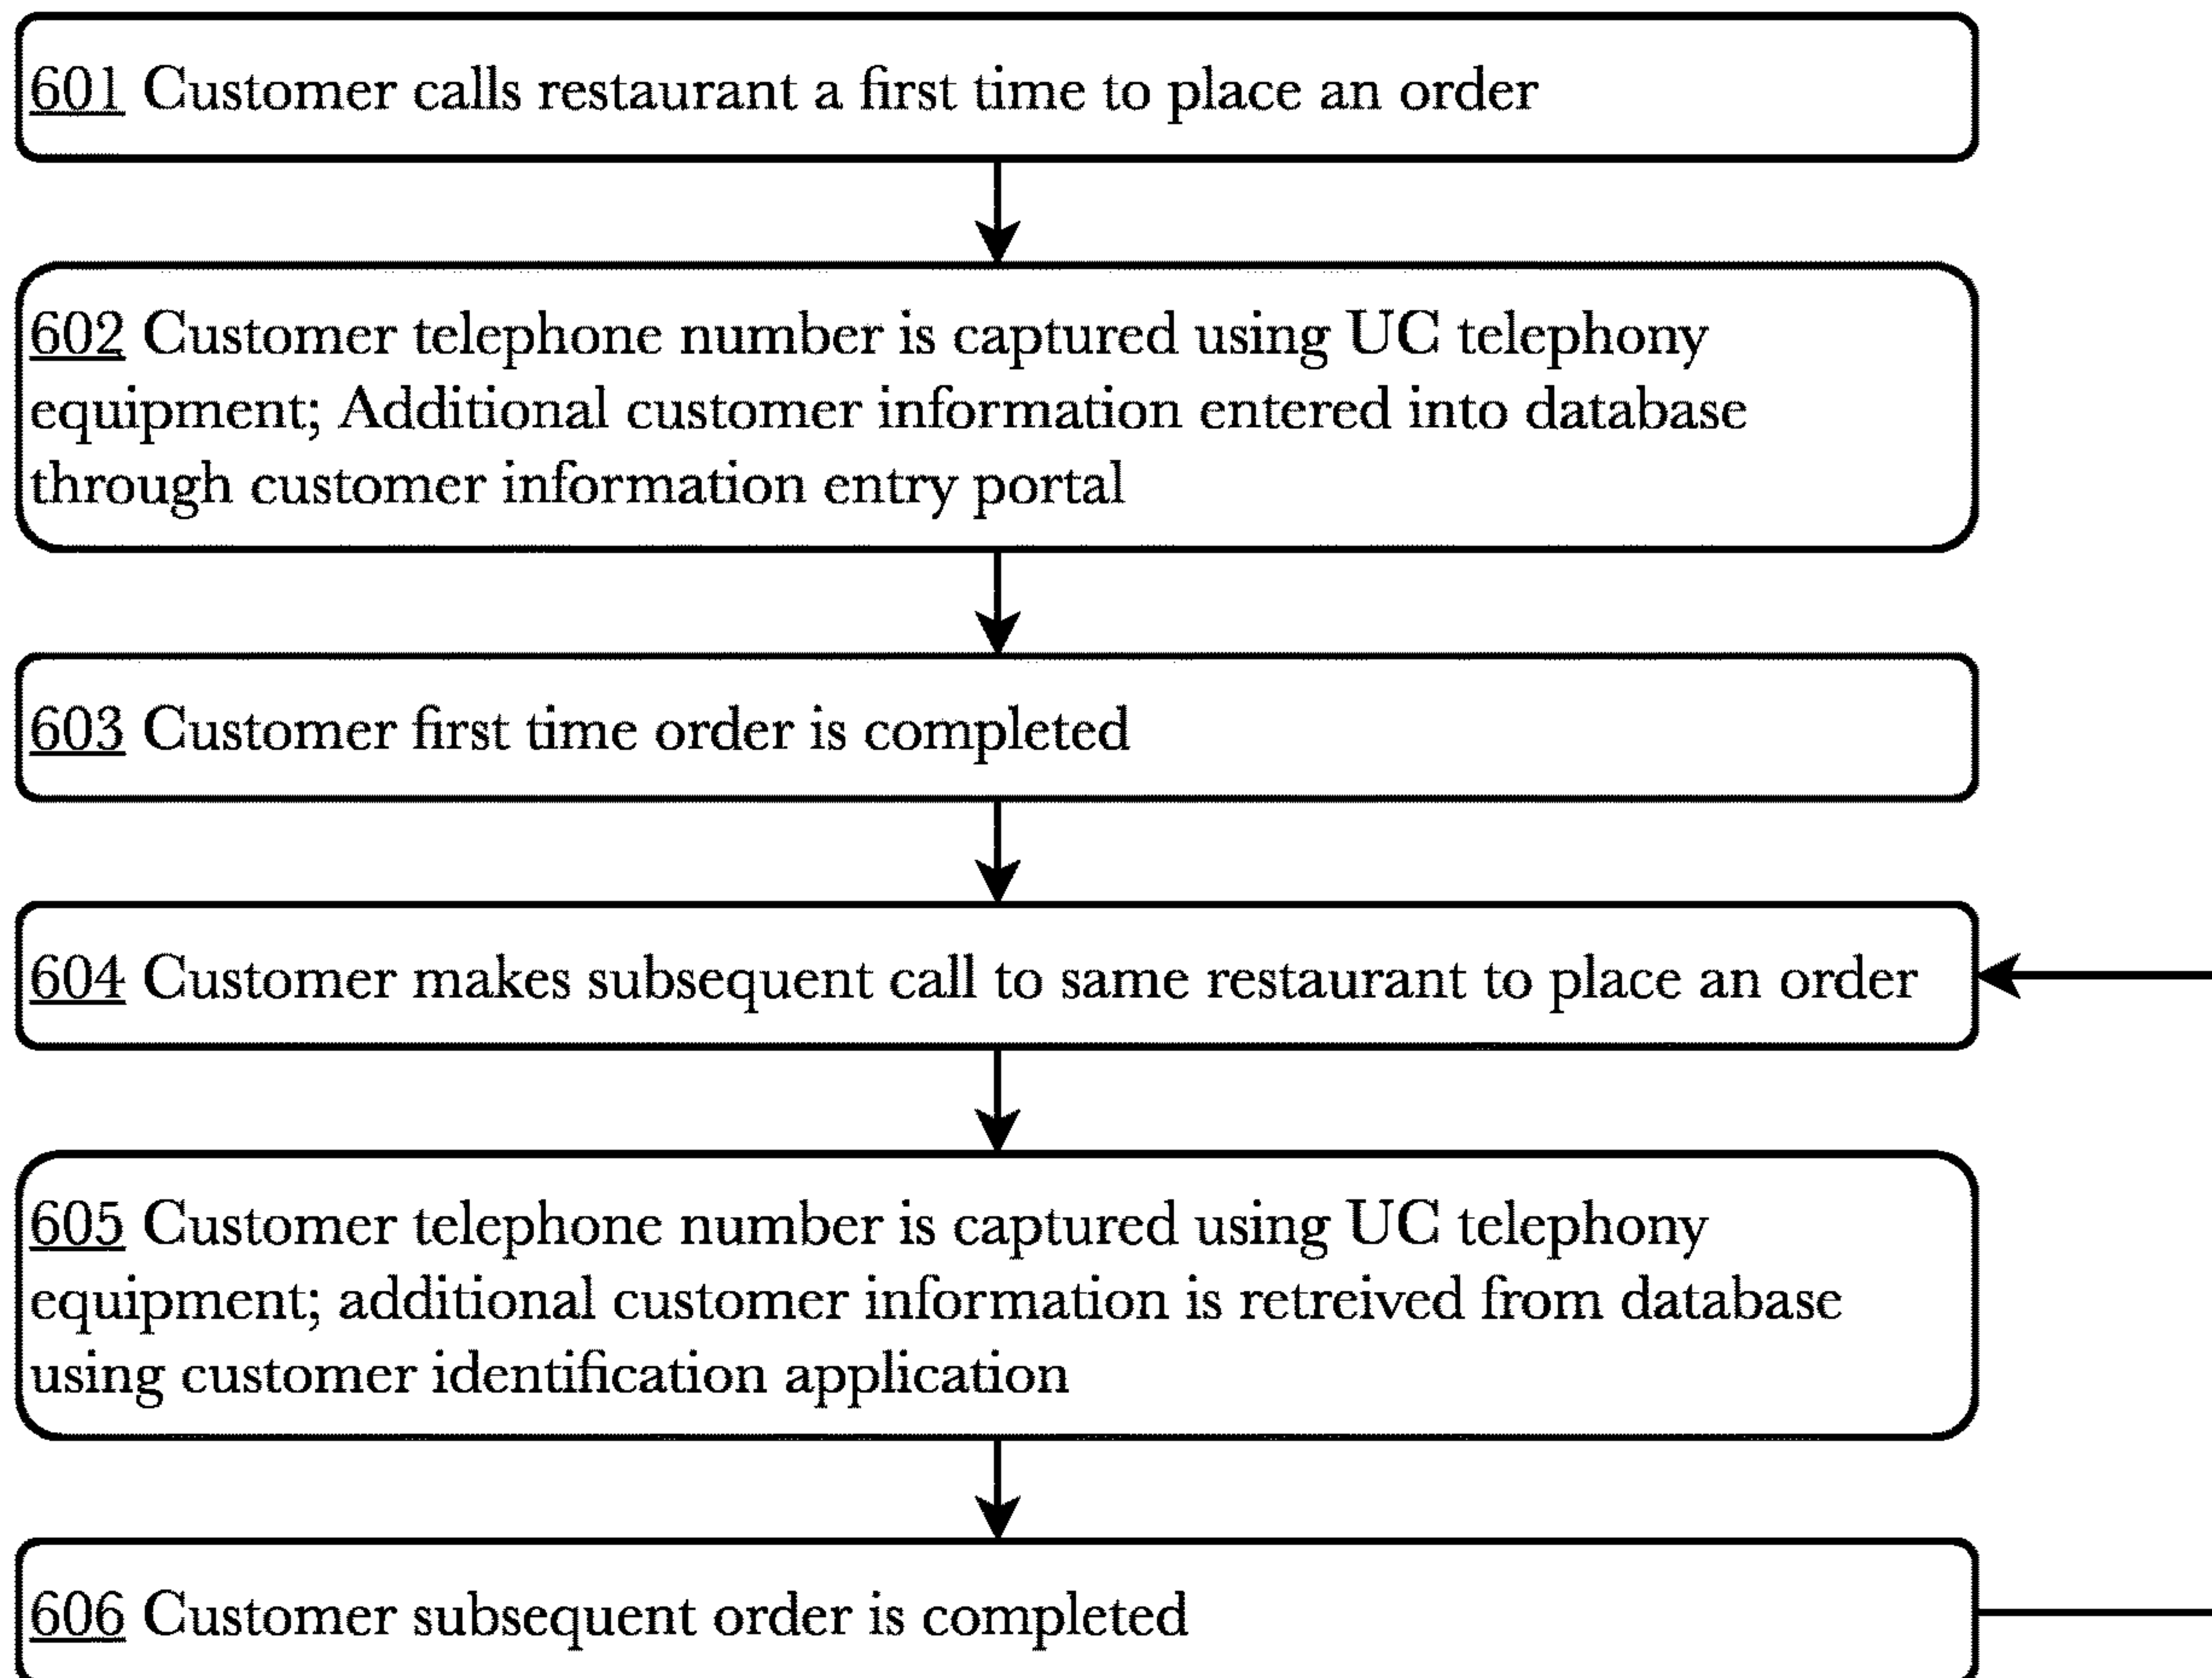 601 Customer calls restaurant a first time to place an order
602 Customer telephone number is captured using UC telephony
equipment; Additional customer information entered into database
through customer information entry portal
603 Customer first time order is completed
604 Customer makes subsequent call to same restaurant to place an order
605 Customer telephone number is captured using UC telephony
equipment; additional customer information is retreived from database
using customer identification application
606 Customer subsequent order is completed